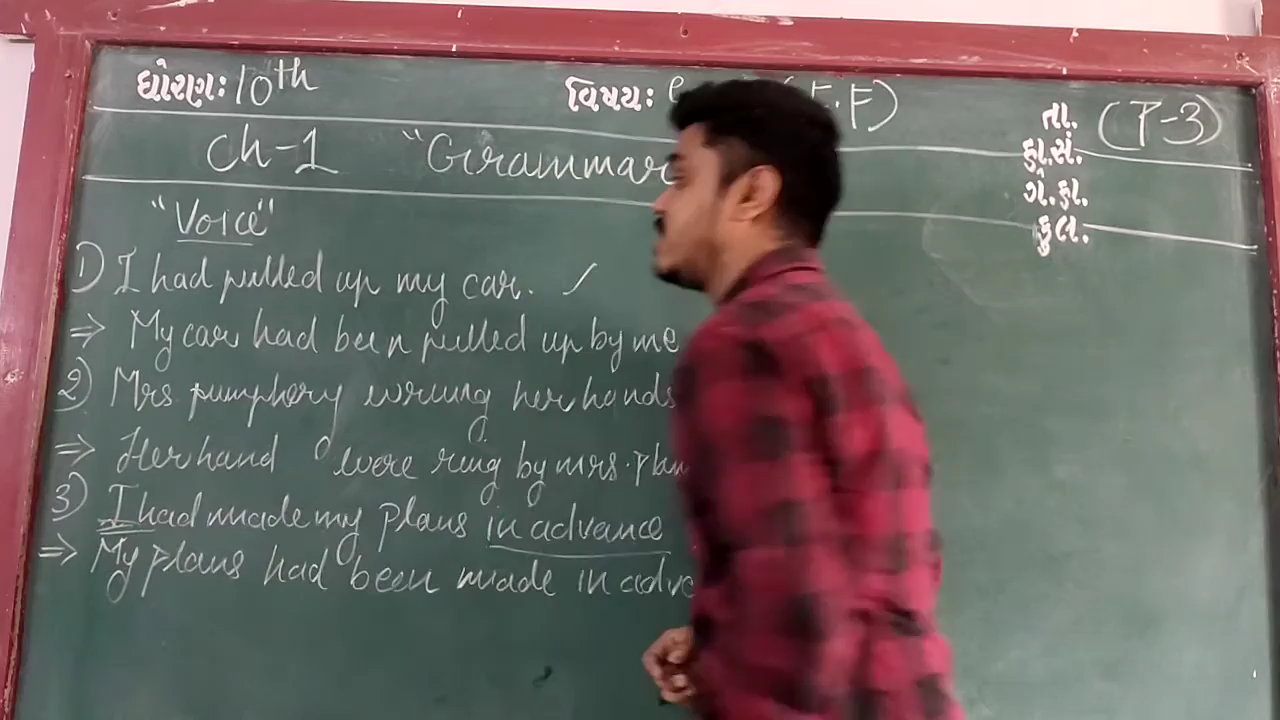 ધોરણ: 10th વિષય: F.F) તા. (P-3)
ફા.સં.
ગે.ફા.
કુલ.
Ch-1 "Grammar
"Voice"
1) I had pulled up my car. ✓
⇒ My car had been pulled up by me
2) Mrs pumphery wrung her hands
⇒ Her hand were rung by mrs.
3) I had made my plans in advance
⇒ My plans had been made in adva